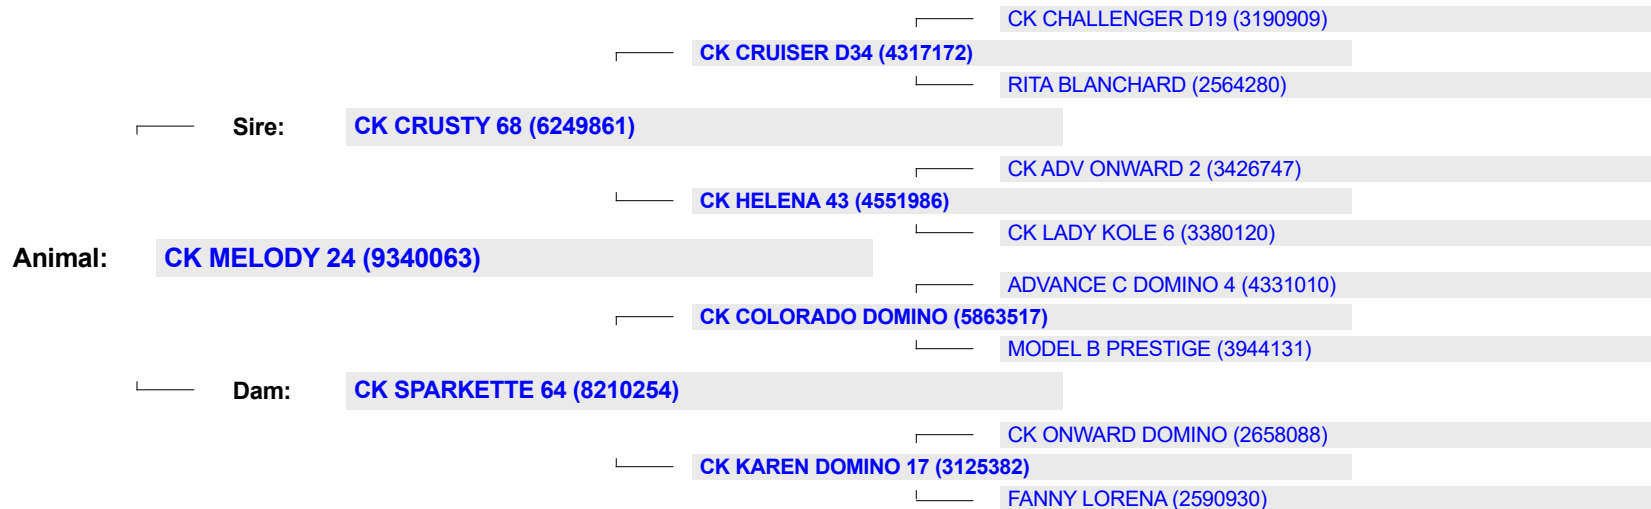 CK CHALLENGER D19 (3190909)
CK CRUISER D34 (4317172)
RITA BLANCHARD (2564280)
Sire: CK CRUSTY 68 (6249861)
CK ADV ONWARD 2 (3426747)
CK HELENA 43 (4551986)
CK LADY KOLE 6 (3380120)
Animal: CK MELODY 24 (9340063)
ADVANCE C DOMINO 4 (4331010)
CK COLORADO DOMINO (5863517)
MODEL B PRESTIGE (3944131)
Dam: CK SPARKETTE 64 (8210254)
CK ONWARD DOMINO (2658088)
CK KAREN DOMINO 17 (3125382)
FANNY LORENA (2590930)